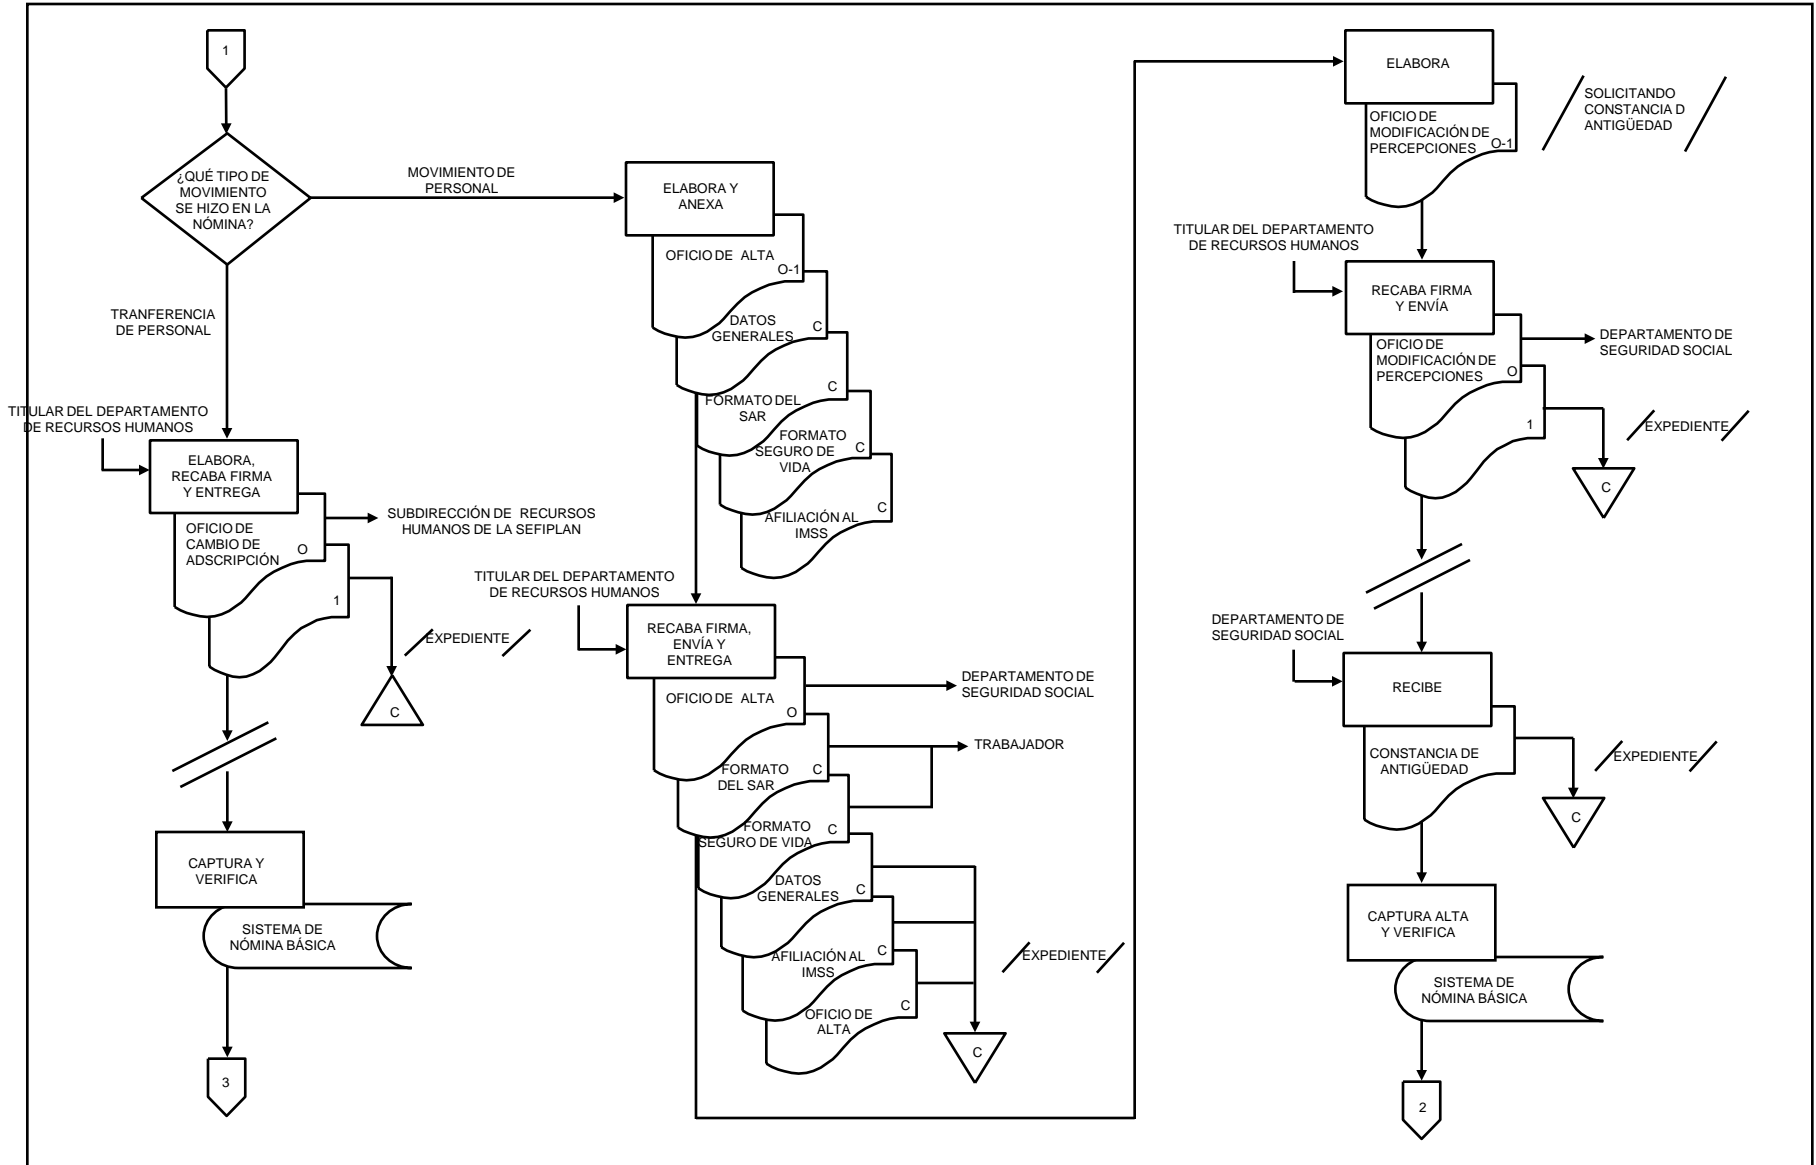 1
¿QUÉ TIPO DE
MOVIMIENTO
SE HIZO EN LA
NÓMINA?
MOVIMIENTO DE
PERSONAL
TRANFERENCIA
DE PERSONAL
TITULAR DEL DEPARTAMENTO
DE RECURSOS HUMANOS
ELABORA,
RECABA FIRMA
Y ENTREGA
OFICIO DE
CAMBIO DE
ADSCRIPCIÓN
O
SUBDIRECCIÓN DE RECURSOS
HUMANOS DE LA SEFIPLAN
1
EXPEDIENTE
C
CAPTURA Y
VERIFICA
SISTEMA DE
NÓMINA BÁSICA
3
ELABORA Y
ANEXA
OFICIO DE ALTA
O-1
DATOS
GENERALES
C
FORMATO DEL
SAR
C
FORMATO
SEGURO DE
VIDA
C
AFILIACIÓN AL
IMSS
C
TITULAR DEL DEPARTAMENTO
DE RECURSOS HUMANOS
RECABA FIRMA,
ENVÍA Y
ENTREGA
OFICIO DE ALTA
O
DEPARTAMENTO DE
SEGURIDAD SOCIAL
TRABAJADOR
FORMATO
DEL SAR
C
FORMATO
SEGURO DE VIDA
C
DATOS
GENERALES
C
AFILIACIÓN AL
IMSS
C
OFICIO DE
ALTA
C
EXPEDIENTE
C
ELABORA
OFICIO DE
MODIFICACIÓN DE
PERCEPCIONES
O-1
SOLICITANDO
CONSTANCIA D
ANTIGÜEDAD
TITULAR DEL DEPARTAMENTO
DE RECURSOS HUMANOS
RECABA FIRMA
Y ENVÍA
OFICIO DE
MODIFICACIÓN DE
PERCEPCIONES
O
DEPARTAMENTO DE
SEGURIDAD SOCIAL
1
EXPEDIENTE
C
DEPARTAMENTO DE
SEGURIDAD SOCIAL
RECIBE
CONSTANCIA DE
ANTIGÜEDAD
EXPEDIENTE
C
CAPTURA ALTA
Y VERIFICA
SISTEMA DE
NÓMINA BÁSICA
2